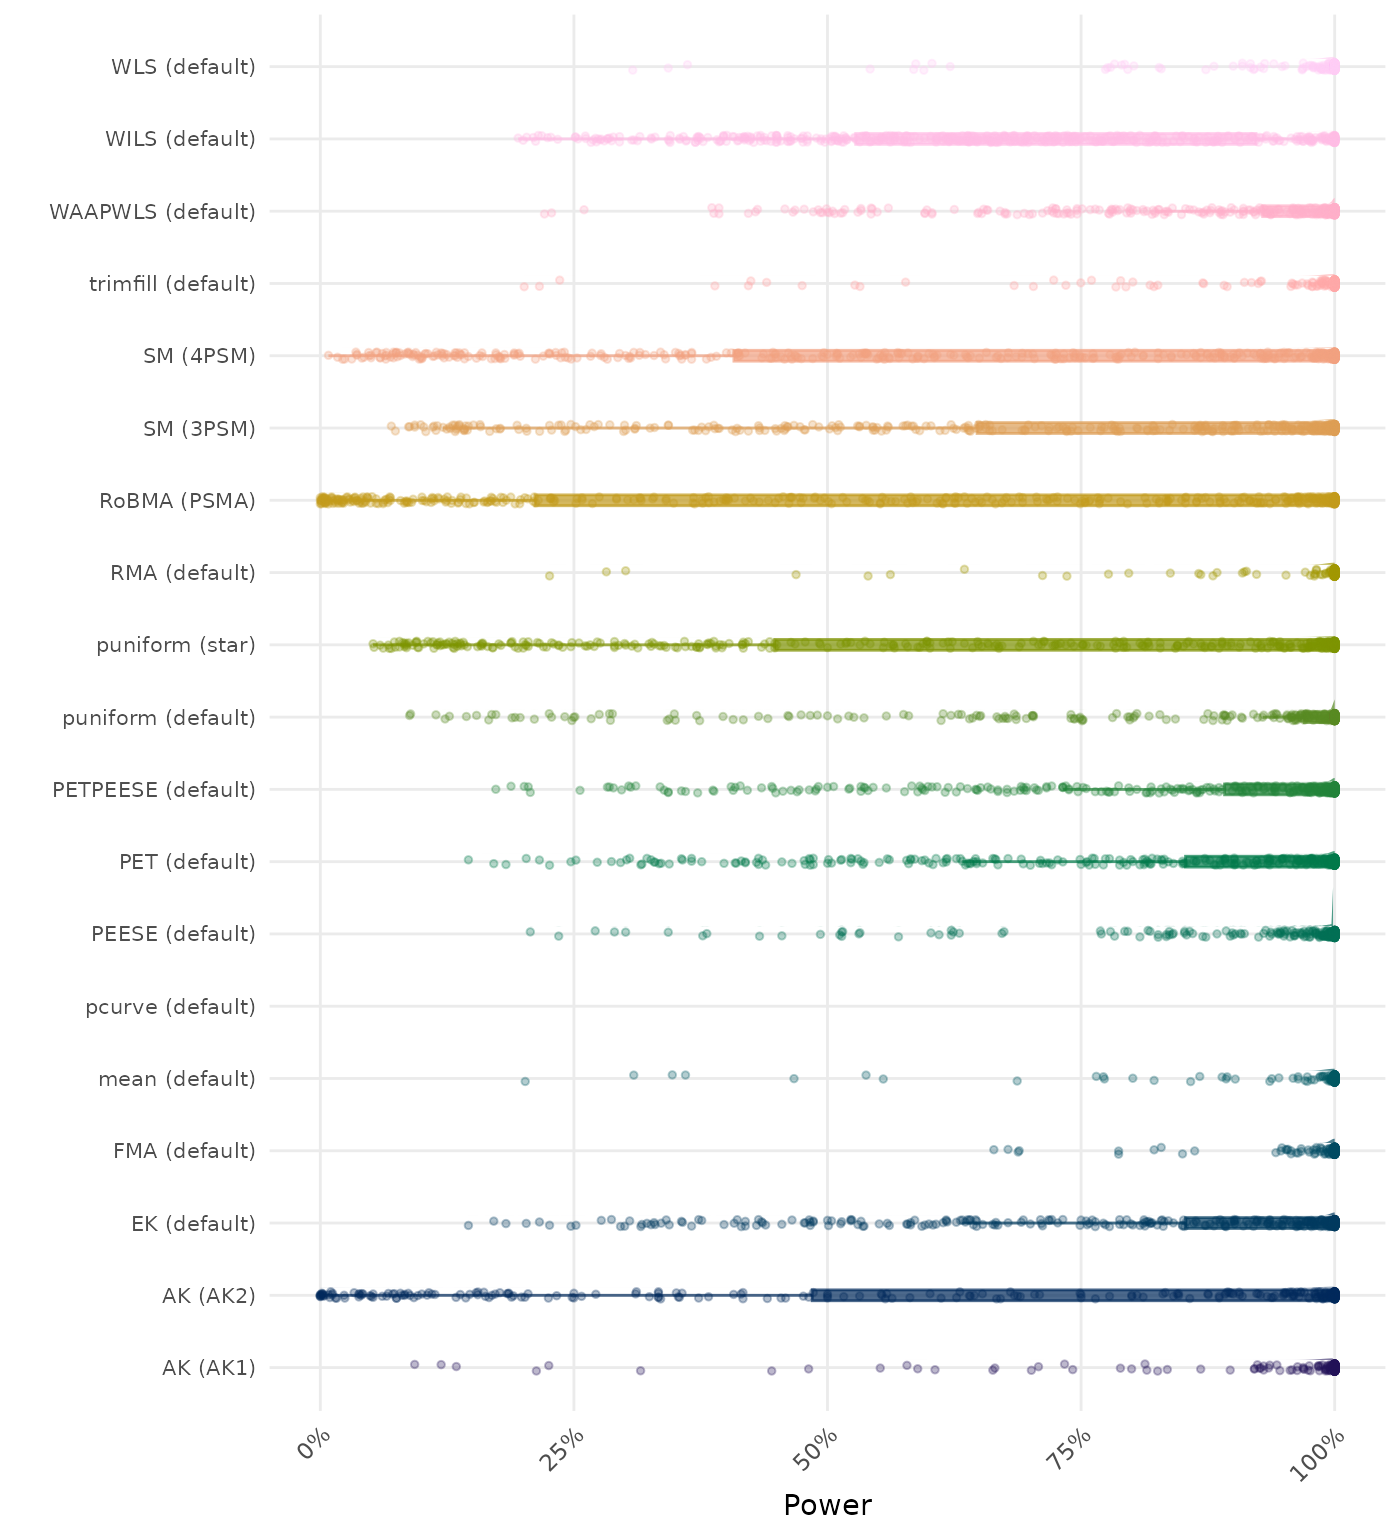 WLS (default)
WILS (default)
WAAPWLS (default)
trimfill (default)
SM (4PSM)
SM (3PSM)
RoBMA (PSMA)
RMA (default)
puniform (star)
puniform (default)
PETPEESE (default)
PET (default)
PEESE (default)
pcurve (default)
mean (default)
FMA (default)
EK (default)
AK (AK2)
AK (AK1)
0% 25% 50% 75% 100%
Power